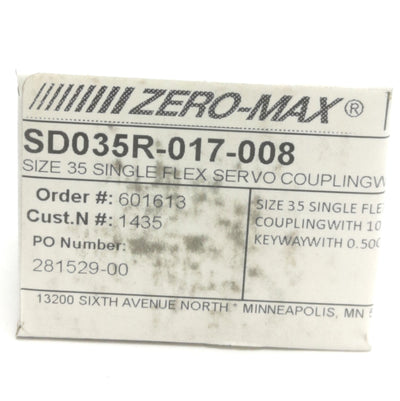 ZERO-MAX®
SD035R-017-008
SIZE 35 SINGLE FLEX SERVO COUPLINGW
Order #: 601613
Cust.N #: 1435
PO Number:
281529-00
SIZE 35 SINGLE FLE
COUPLINGWITH 10
KEYWAYWITH 0.500
13200 SIXTH AVENUE NORTH * MINNEAPOLIS, MN